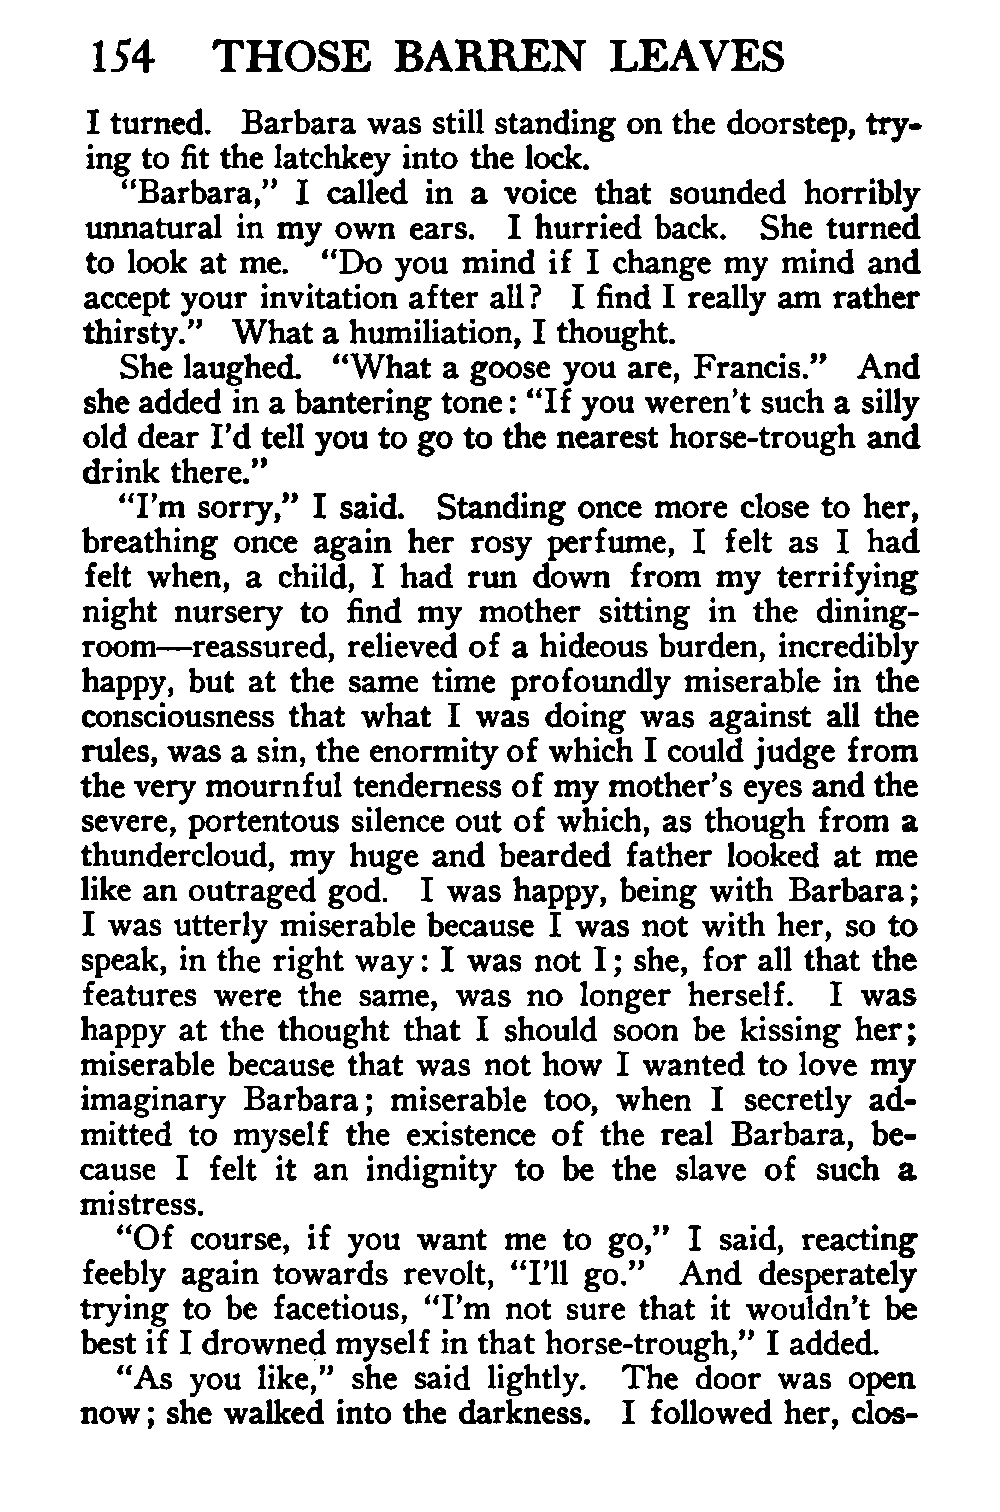 154 THOSE BARREN LEAVES
I turned. Barbara was still standing on the doorstep, try-
ing to fit the latchkey into the lock.
"Barbara," I called in a voice that sounded horribly
unnatural in my own ears. I hurried back. She turned
to look at me. "Do you mind if I change my mind and
accept your invitation after all? I find I really am rather
thirsty." What a humiliation, I thought.
She laughed. "What a goose you are, Francis." And
she added in a bantering tone: "If you weren't such a silly
old dear I'd tell you to go to the nearest horse-trough and
drink there."
"I'm sorry," I said. Standing once more close to her,
breathing once again her rosy perfume, I felt as I had
felt when, a child, I had run down from my terrifying
night nursery to find my mother sitting in the dining-
room—reassured, relieved of a hideous burden, incredibly
happy, but at the same time profoundly miserable in the
consciousness that what I was doing was against all the
rules, was a sin, the enormity of which I could judge from
the very mournful tenderness of my mother's eyes and the
severe, portentous silence out of which, as though from a
thundercloud, my huge and bearded father looked at me
like an outraged god. I was happy, being with Barbara;
I was utterly miserable because I was not with her, so to
speak, in the right way: I was not I; she, for all that the
features were the same, was no longer herself. I was
happy at the thought that I should soon be kissing her;
miserable because that was not how I wanted to love my
imaginary Barbara; miserable too, when I secretly ad-
mitted to myself the existence of the real Barbara, be-
cause I felt it an indignity to be the slave of such a
mistress.
"Of course, if you want me to go," I said, reacting
feebly again towards revolt, "I'll go." And desperately
trying to be facetious, "I'm not sure that it wouldn't be
best if I drowned myself in that horse-trough," I added.
"As you like," she said lightly. The door was open
now; she walked into the darkness. I followed her, clos-